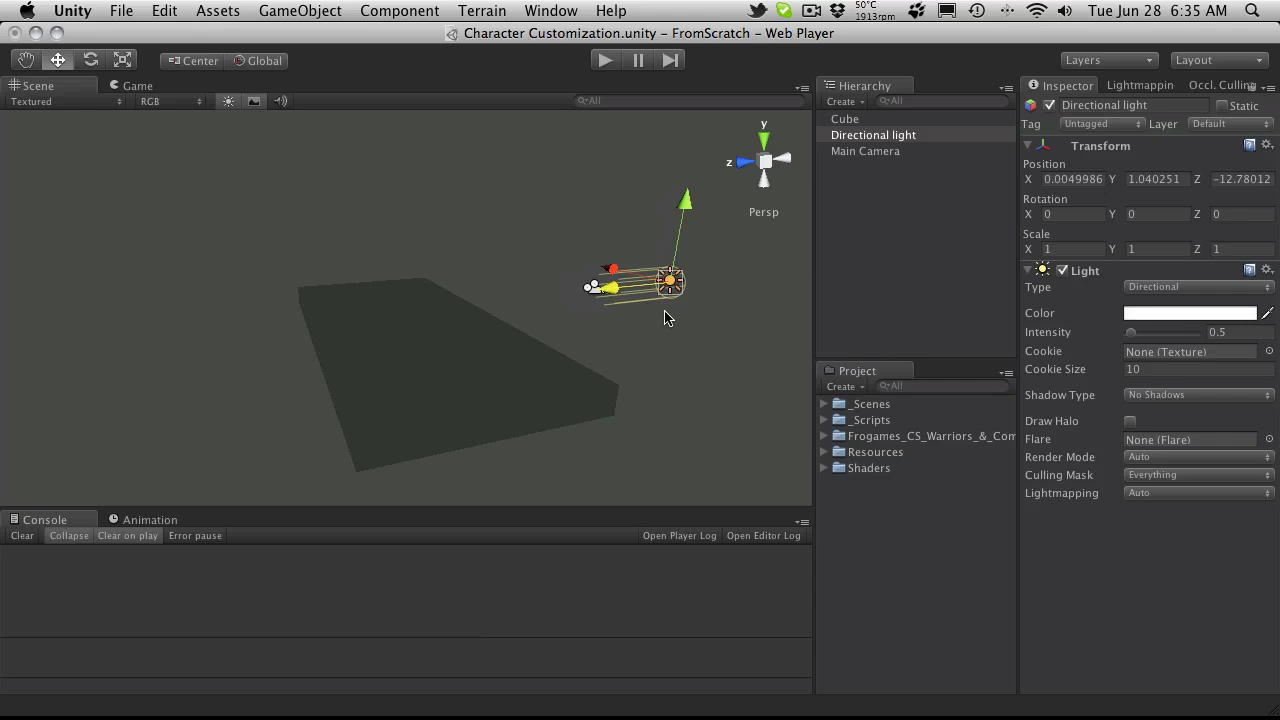 Unity File Edit Assets GameObject Component Terrain Window Help 50°C 1913rpm Tue Jun 28 6:35 AM
Character Customization.unity – FromScratch – Web Player
Center Global Layers Layout
Scene Game
Textured RGB All
y
z
Persp
Hierarchy
Create All
Cube
Directional light
Main Camera
Project
Create All
_Scenes
_Scripts
Frogames_CS_Warriors_&_Com
Resources
Shaders
Inspector Lightmappin Occl. Culling
Directional light Static
Tag Untagged Layer Default
Transform
Position
X 0.0049986 Y 1.040251 Z -12.78012
Rotation
X 0 Y 0 Z 0
Scale
X 1 Y 1 Z 1
Light
Type Directional
Color
Intensity 0.5
Cookie None (Texture)
Cookie Size 10
Shadow Type No Shadows
Draw Halo
Flare None (Flare)
Render Mode Auto
Culling Mask Everything
Lightmapping Auto
Console Animation
Clear Collapse Clear on play Error pause Open Player Log Open Editor Log